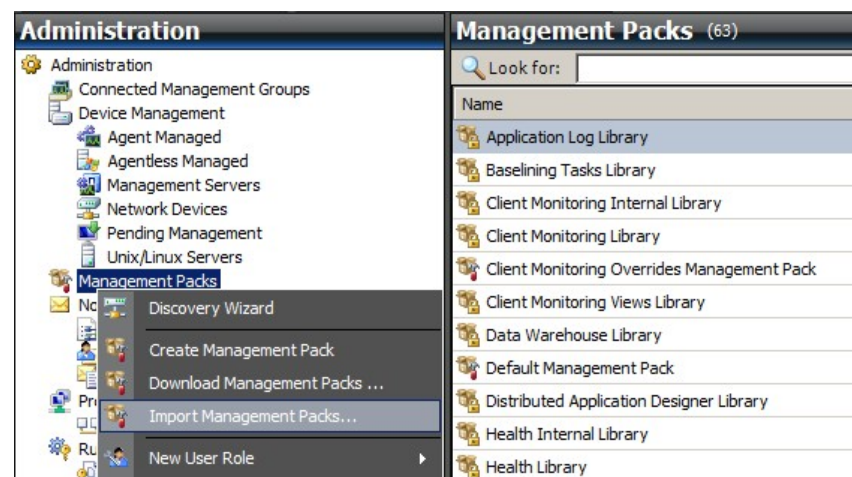 Administration
Administration
Connected Management Groups
Device Management
Agent Managed
Agentless Managed
Management Servers
Network Devices
Pending Management
Unix/Linux Servers
Management Packs
Discovery Wizard
Create Management Pack
Download Management Packs ...
Import Management Packs...
New User Role
Management Packs (63)
Look for:
Name
Application Log Library
Baselining Tasks Library
Client Monitoring Internal Library
Client Monitoring Library
Client Monitoring Overrides Management Pack
Client Monitoring Views Library
Data Warehouse Library
Default Management Pack
Distributed Application Designer Library
Health Internal Library
Health Library